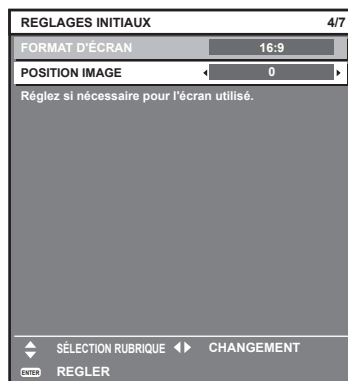 REGLAGES INITIAUX 4/7
FORMAT D'ÉCRAN 16:9
POSITION IMAGE 0
Réglez si nécessaire pour l'écran utilisé.
SÉLECTION RUBRIQUE CHANGEMENT
ENTER REGLER